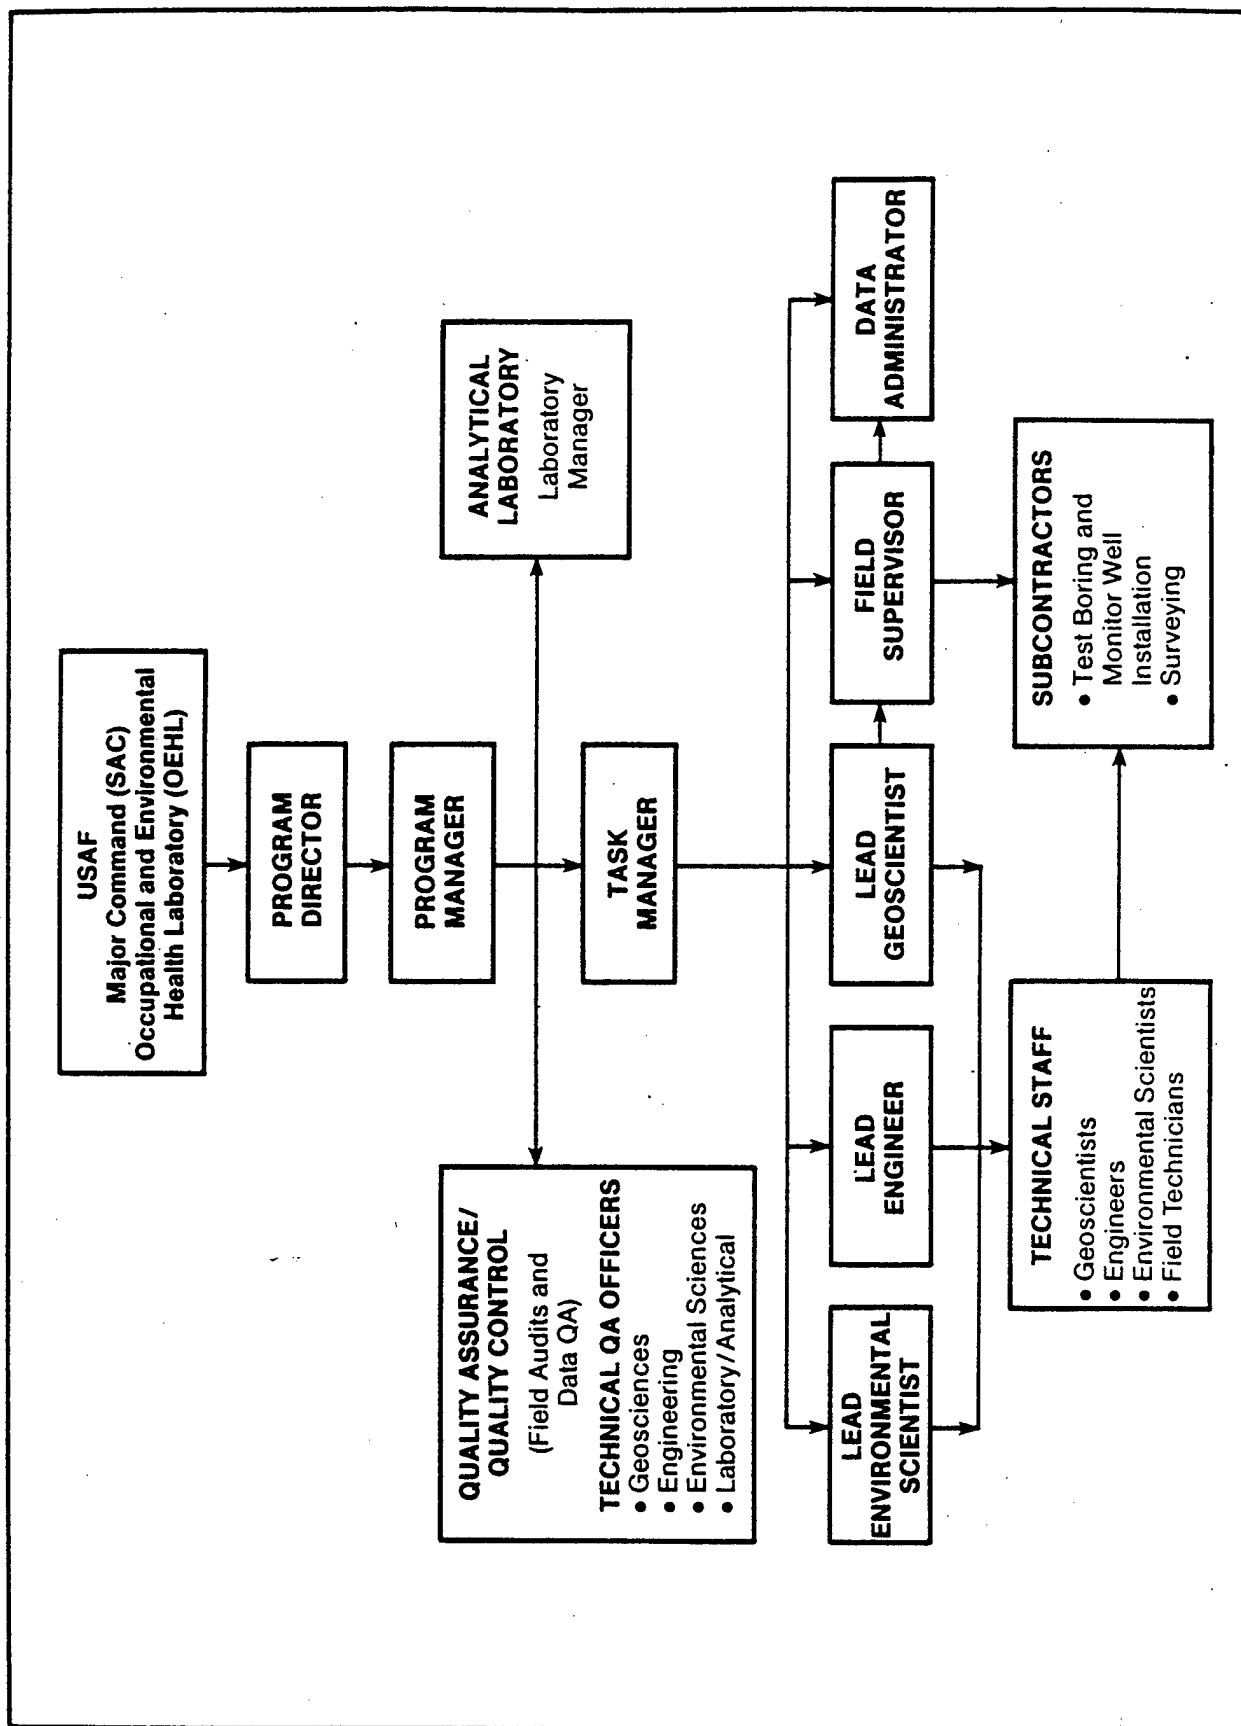 USAF
Major Command (SAC)
Occupational and Environmental
Health Laboratory (OEHL)
PROGRAM
DIRECTOR
PROGRAM
MANAGER
QUALITY ASSURANCE/
QUALITY CONTROL
(Field Audits and
Data QA)
TECHNICAL QA OFFICERS
• Geosciences
• Engineering
• Environmental Sciences
• Laboratory/Analytical
ANALYTICAL
LABORATORY
Laboratory
Manager
TASK
MANAGER
LEAD
ENVIRONMENTAL
SCIENTIST
LEAD
ENGINEER
LEAD
GEOSCIENTIST
FIELD
SUPERVISOR
DATA
ADMINISTRATOR
TECHNICAL STAFF
• Geoscientists
• Engineers
• Environmental Scientists
• Field Technicians
SUBCONTRACTORS
• Test Boring and
Monitor Well
Installation
• Surveying